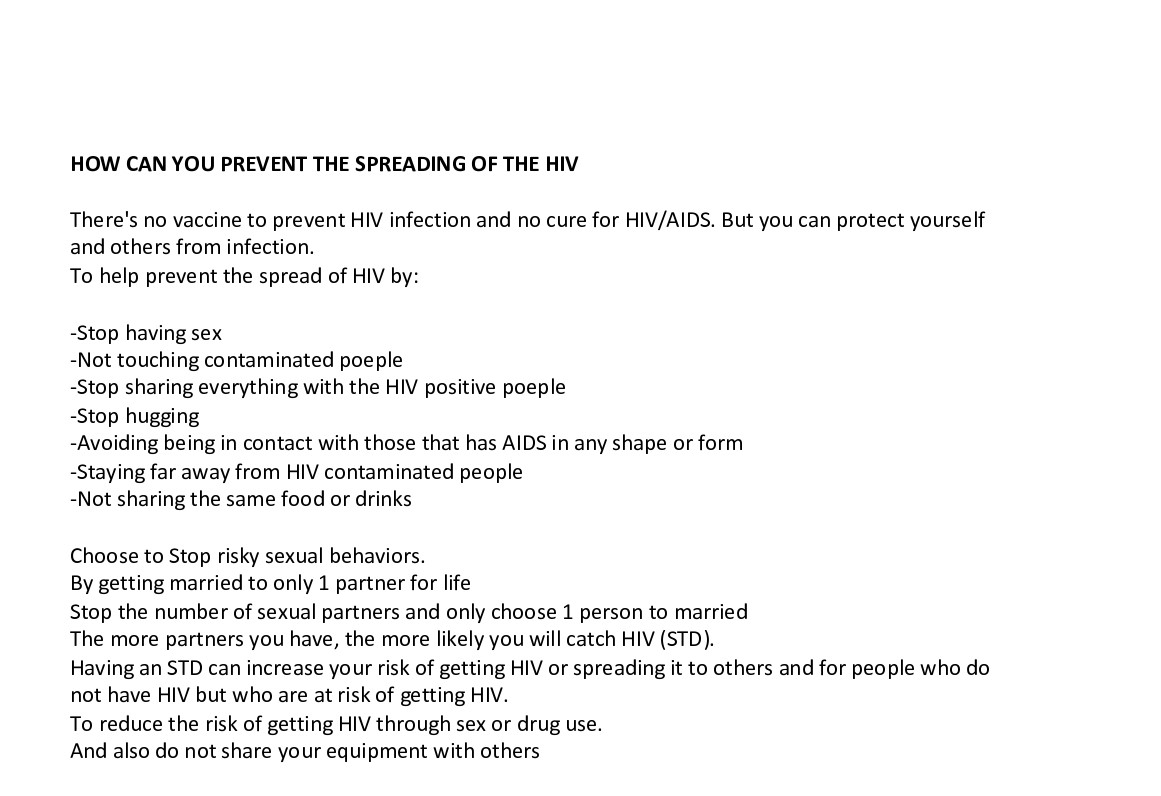 HOW CAN YOU PREVENT THE SPREADING OF THE HIV
There's no vaccine to prevent HIV infection and no cure for HIV/AIDS. But you can protect yourself
and others from infection.
To help prevent the spread of HIV by:
-Stop having sex
-Not touching contaminated poeple
-Stop sharing everything with the HIV positive poeple
-Stop hugging
-Avoiding being in contact with those that has AIDS in any shape or form
-Staying far away from HIV contaminated people
-Not sharing the same food or drinks
Choose to Stop risky sexual behaviors.
By getting married to only 1 partner for life
Stop the number of sexual partners and only choose 1 person to married
The more partners you have, the more likely you will catch HIV (STD).
Having an STD can increase your risk of getting HIV or spreading it to others and for people who do
not have HIV but who are at risk of getting HIV.
To reduce the risk of getting HIV through sex or drug use.
And also do not share your equipment with others